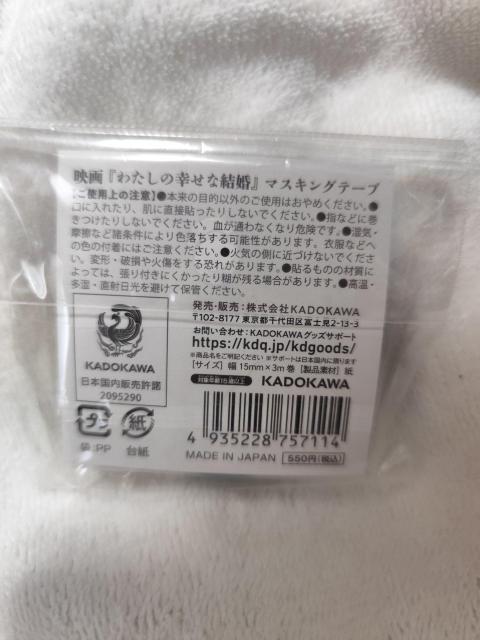 映画『わたしの幸せな結婚』マスキングテープ
【ご使用上の注意】●本来の目的以外のご使用はおやめください。●
口に入れたり、肌に直接貼ったりしないでください。●指などに巻
きつけたりしないでください。血が通わなくなり危険です。●湿気・
摩擦など諸条件により色落ちする可能性があります。衣服などへ
の色の付着にはご注意ください。●火気の側に近づけないでくださ
い。変形・破損や火傷をする恐れがあります。●貼るものの材質に
よっては、張り付きにくかったり糊が残る場合があります。●高温・
多湿・直射日光を避けて保管ください。
発売・販売：株式会社KADOKAWA
〒102-8177 東京都千代田区富士見2-13-3
お問い合わせ：KADOKAWAグッズサポート
https://kdq.jp/kdgoods/
※商品名をご明記ください ※サポートは日本国内に限ります
[サイズ] 幅15mm×3m巻 [製品素材] 紙
対象年齢15歳以上 KADOKAWA
KADOKAWA
日本国内販売許諾
2095290
プラ 紙
袋:PP 台紙
4 935228 757114
MADE IN JAPAN 550円(税込)